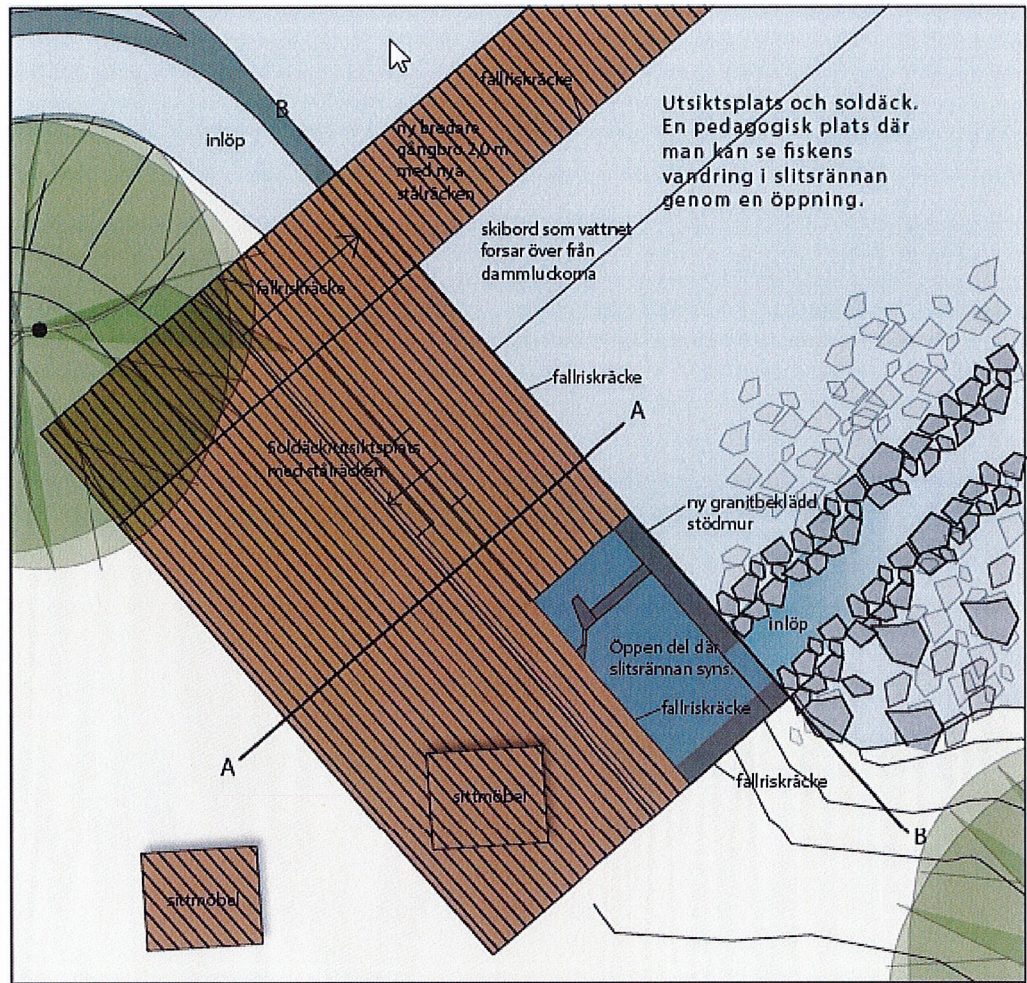 fallriskräcke
Utsiktsplats och soldäck.
En pedagogisk plats där
man kan se fiskens
vandring i slitsrännan
genom en öppning.
B
inlöp
ny bredare
gångbro 2,0 m
med nya
stålräcken
skibord som vattnet
forsar över från
dammluckorna
fallriskräcke
fallriskräcke
A
Soldäck/utsiktsplats
med stålräcken
ny granitbeklädd
stödmur
inlöp
Öppen del där
slitsrännan syns.
fallriskräcke
A
fallriskräcke
sittmöbel
B
sittmöbel